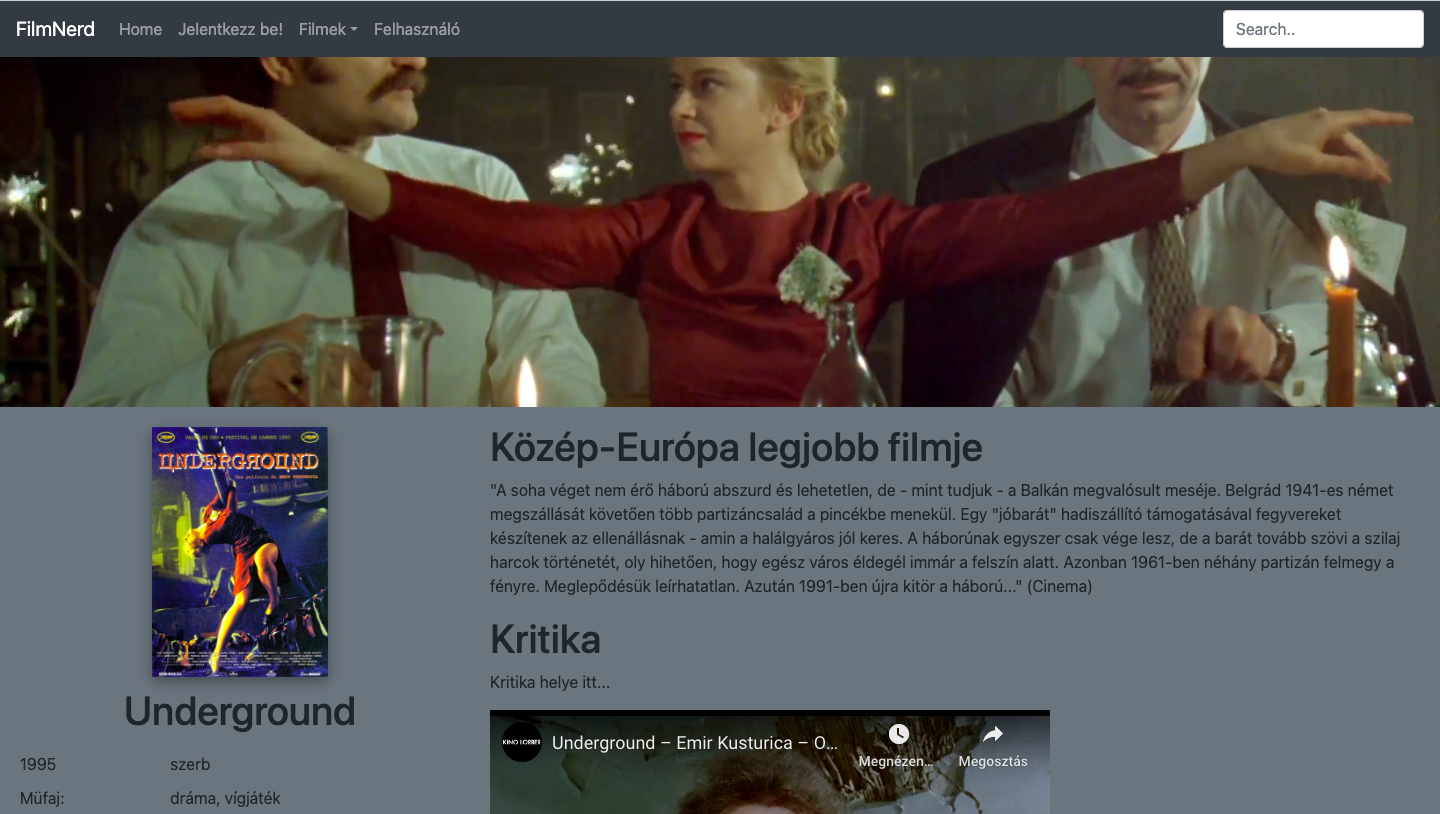 FilmNerd Home Jelentkezz be! Filmek Felhasználó Search..
UNDERGROUND
Underground
1995 szerb
Müfaj: dráma, vígjáték
Közép-Európa legjobb filmje
"A soha véget nem érő háború abszurd és lehetetlen, de - mint tudjuk - a Balkán megvalósult meséje. Belgrád 1941-es német
megszállását követően több partizáncsalád a pincékbe menekül. Egy "jóbarát" hadiszállító támogatásával fegyvereket
készítenek az ellenállásnak - amin a halálgyáros jól keres. A háborúnak egyszer csak vége lesz, de a barát tovább szövi a szilaj
harcok történetét, oly hihetően, hogy egész város éldegél immár a felszín alatt. Azonban 1961-ben néhány partizán felmegy a
fényre. Meglepődésük leírhatatlan. Azután 1991-ben újra kitör a háború..." (Cinema)
Kritika
Kritika helye itt...
KINO LORBER Underground – Emir Kusturica – O...
Megnézen... Megosztás